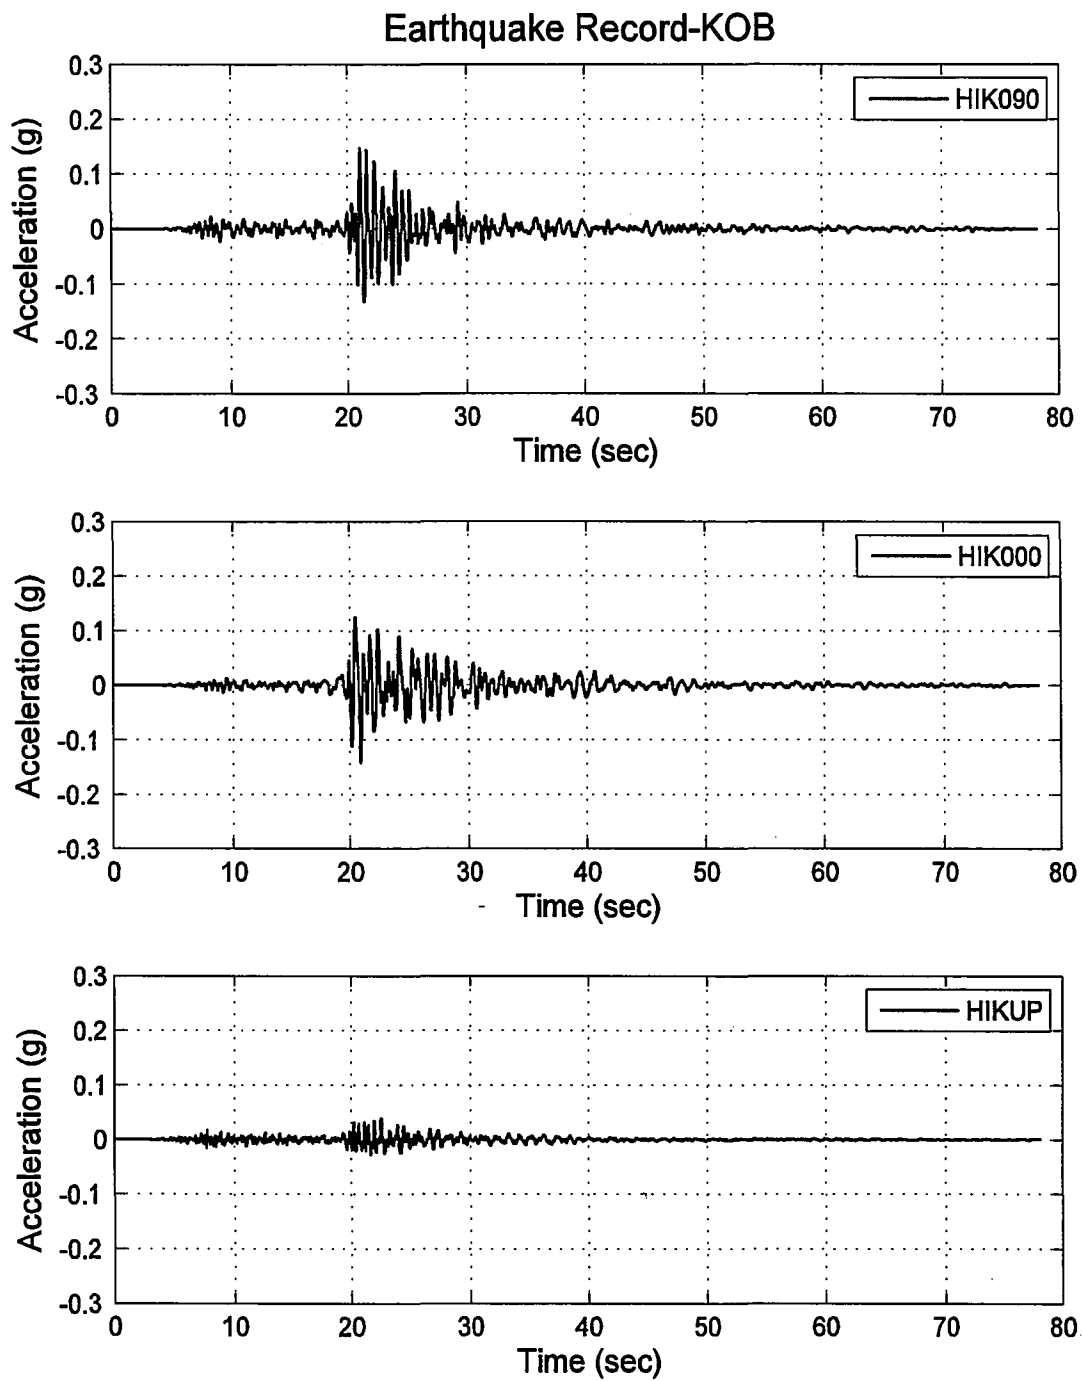 Earthquake Record-KOB
0.3
0.2
0.1
0
-0.1
-0.2
-0.3
Acceleration (g)
HIK090
0 10 20 30 40 50 60 70 80
Time (sec)
0.3
0.2
0.1
0
-0.1
-0.2
-0.3
Acceleration (g)
HIK000
0 10 20 30 40 50 60 70 80
Time (sec)
0.3
0.2
0.1
0
-0.1
-0.2
-0.3
Acceleration (g)
HIKUP
0 10 20 30 40 50 60 70 80
Time (sec)